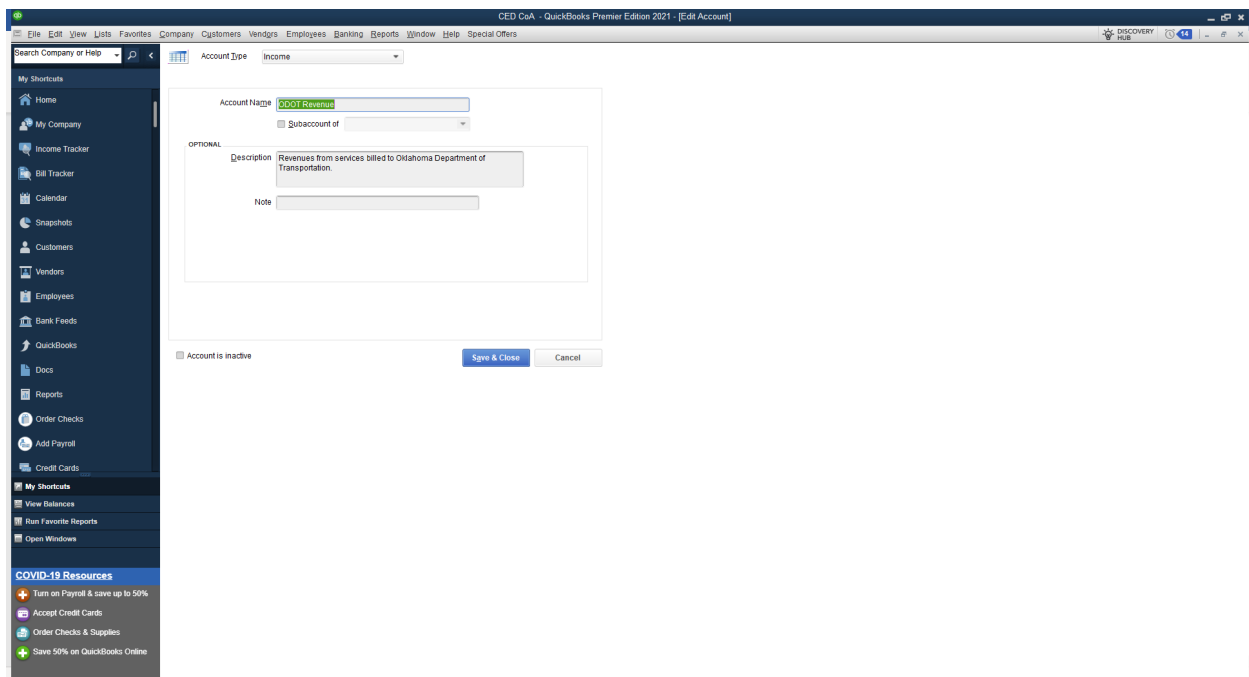 CED CoA - QuickBooks Premier Edition 2021 - [Edit Account]
File Edit View Lists Favorites Company Customers Vendors Employees Banking Reports Window Help Special Offers
DISCOVERY HUB 14
Search Company or Help
Account Type Income
My Shortcuts
Home
My Company
Income Tracker
Bill Tracker
Calendar
Snapshots
Customers
Vendors
Employees
Bank Feeds
QuickBooks
Docs
Reports
Order Checks
Add Payroll
Credit Cards
My Shortcuts
View Balances
Run Favorite Reports
Open Windows
COVID-19 Resources
Turn on Payroll & save up to 50%
Accept Credit Cards
Order Checks & Supplies
Save 50% on QuickBooks Online
Account Name ODOT Revenue
Subaccount of
OPTIONAL
Description Revenues from services billed to Oklahoma Department of
Transportation.
Note
Account is inactive
Save & Close Cancel